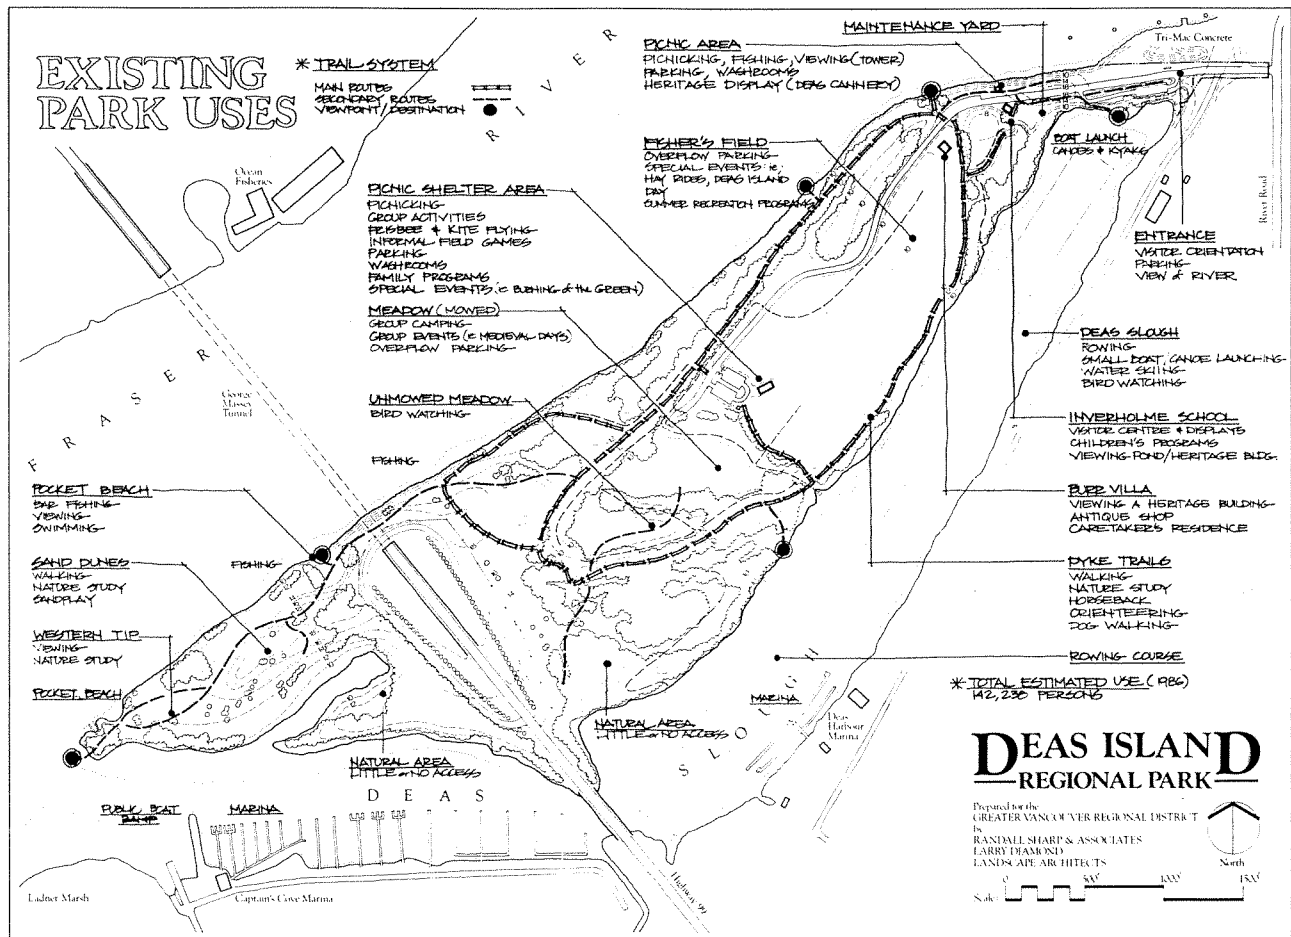 EXISTING
PARK USES
* TRAIL SYSTEM
MAIN ROUTES
SECONDARY ROUTES
VIEWPOINT/DESTINATION
RIVER
PICNIC AREA
PICNICKING, FISHING, VIEWING (TOWER)
PARKING, WASHROOMS
HERITAGE DISPLAY (DEAS CANNERY)
MAINTENANCE YARD
Tri-Mac Concrete
FISHER'S FIELD
OVERFLOW PARKING
SPECIAL EVENTS ie;
HAY RIDES, DEAS ISLAND
DAY
SUMMER RECREATION PROGRAMS
BOAT LAUNCH
CANOES & KYAKS
River Road
ENTRANCE
VISITOR ORIENTATION
PARKING
VIEW of RIVER
Ocean
Fisheries
PICNIC SHELTER AREA
PICNICKING
GROUP ACTIVITIES
FRISBEE & KITE FLYING
INFORMAL FIELD GAMES
PARKING
WASHROOMS
FAMILY PROGRAMS
SPECIAL EVENTS (ie BUSHING of the GREEN)
MEADOW (MOWED)
GROUP CAMPING
GROUP EVENTS (ie MEDIEVAL DAYS)
OVERFLOW PARKING
DEAS SLOUGH
ROWING
SMALL BOAT, CANOE LAUNCHING
WATER SKIING
BIRD WATCHING
FRASER
George
Massey
Tunnel
UNMOWED MEADOW
BIRD WATCHING
FISHING
INVERHOLME SCHOOL
VISITOR CENTRE & DISPLAYS
CHILDREN'S PROGRAMS
VIEWING POND/HERITAGE BLDG.
POCKET BEACH
BAR FISHING
VIEWING
SWIMMING
BURR VILLA
VIEWING A HERITAGE BUILDING
ANTIQUE SHOP
CARETAKERS RESIDENCE
SAND DUNES
WALKING
NATURE STUDY
SANDPLAY
FISHING
DYKE TRAILS
WALKING
NATURE STUDY
HORSEBACK
ORIENTEERING
DOG WALKING
WESTERN TIP
VIEWING
NATURE STUDY
ROWING COURSE
POCKET BEACH
* TOTAL ESTIMATED USE (1986)
142,238 PERSONS
MARINA
Deas
Harbour
Marina
NATURAL AREA
LITTLE or NO ACCESS
NATURAL AREA
LITTLE or NO ACCESS
DEAS
SLOUGH
DEAS ISLAND
REGIONAL PARK
PUBLIC BOAT
RAMP
MARINA
Prepared for the
GREATER VANCOUVER REGIONAL DISTRICT
by
RANDALL SHARP & ASSOCIATES
LARRY DIAMOND
LANDSCAPE ARCHITECTS
North
Ladner Marsh
Captain's Cove Marina
Highway 99
Scale:
0 500' 1000' 1500'